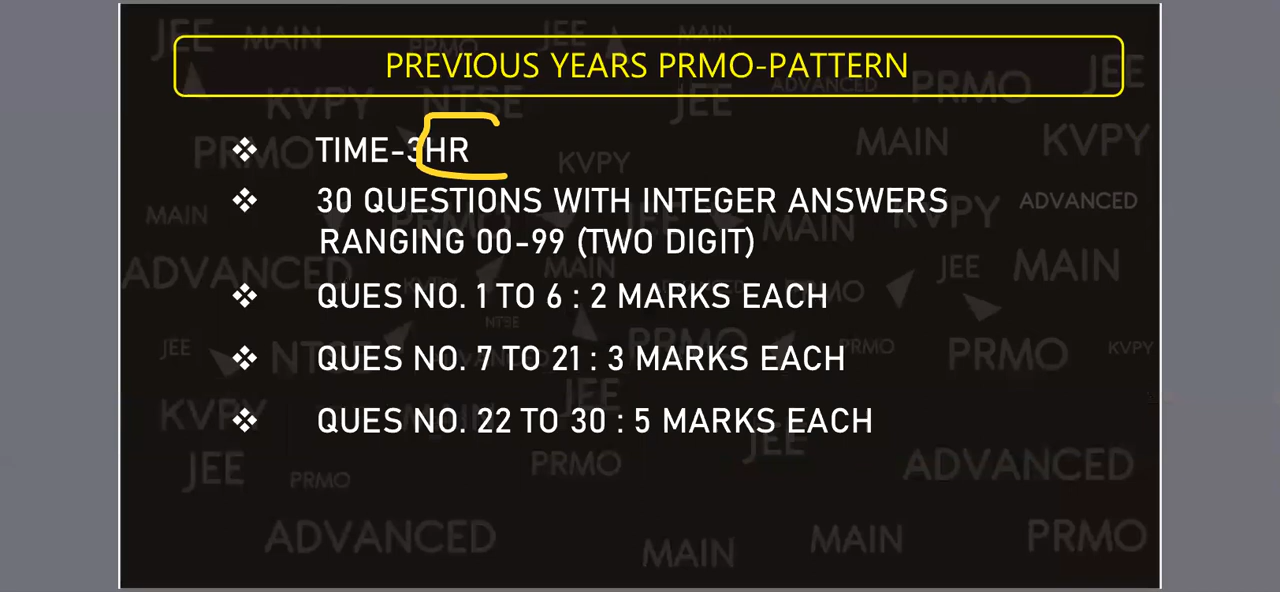 PREVIOUS YEARS PRMO-PATTERN
❖ TIME-3HR
❖ 30 QUESTIONS WITH INTEGER ANSWERS
RANGING 00-99 (TWO DIGIT)
❖ QUES NO. 1 TO 6 : 2 MARKS EACH
❖ QUES NO. 7 TO 21 : 3 MARKS EACH
❖ QUES NO. 22 TO 30 : 5 MARKS EACH